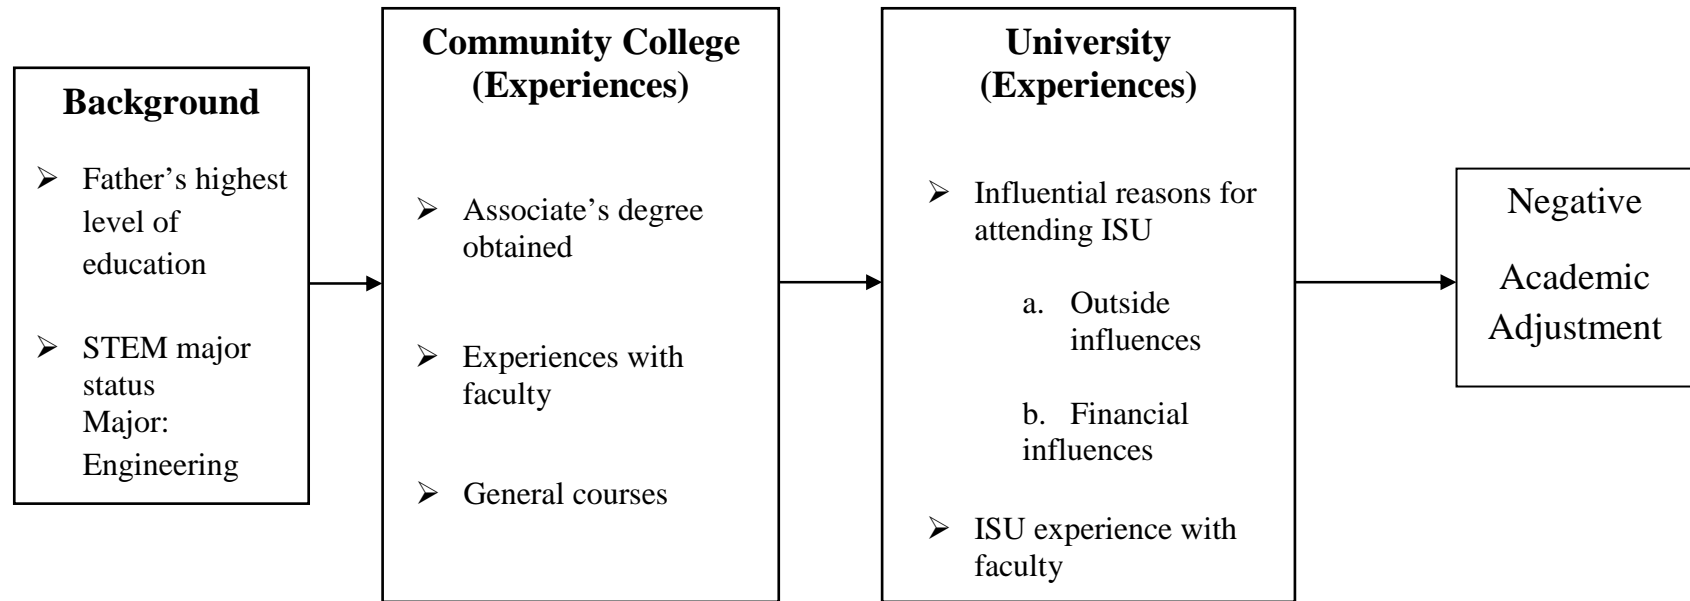 Background
➢ Father’s highest
level of
education
➢ STEM major
status
Major:
Engineering
Community College
(Experiences)
➢ Associate’s degree
obtained
➢ Experiences with
faculty
➢ General courses
University
(Experiences)
➢ Influential reasons for
attending ISU
a. Outside
influences
b. Financial
influences
➢ ISU experience with
faculty
Negative
Academic
Adjustment